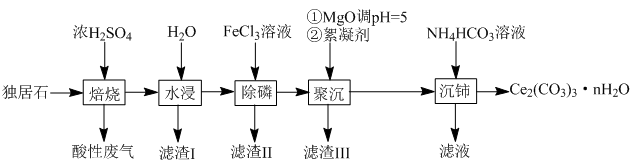 ①MgO调pH=5
②絮凝剂
浓H2SO4 H2O FeCl3溶液 NH4HCO3溶液
独居石 焙烧 水浸 除磷 聚沉 沉铈 Ce2(CO3)3·nH2O
酸性废气 滤渣I 滤渣II 滤渣III 滤液